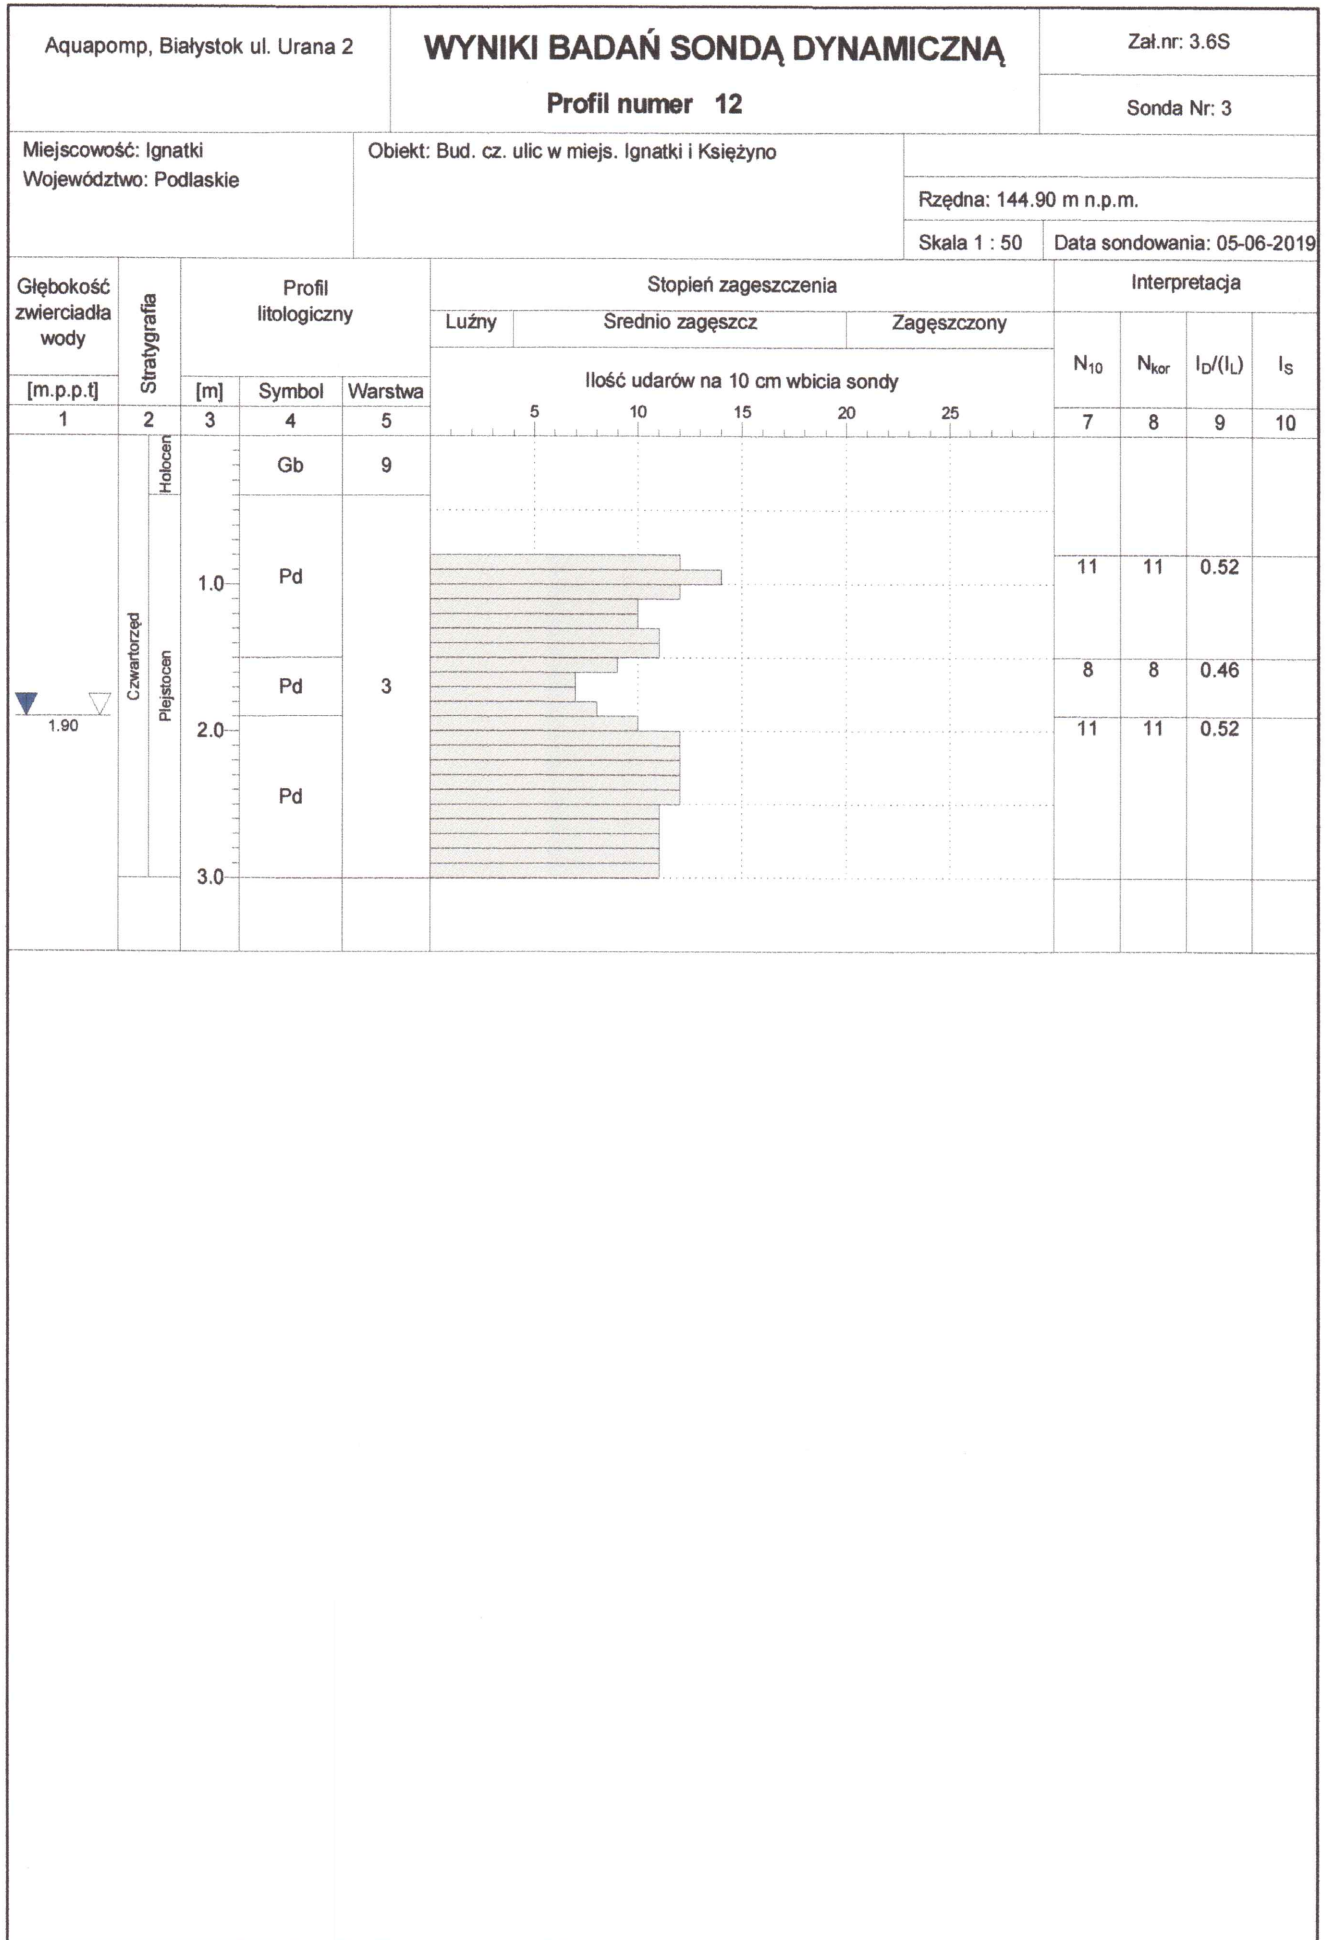 Aquapomp, Białystok ul. Urana 2
WYNIKI BADAŃ SONDĄ DYNAMICZNĄ
Profil numer 12
Zał.nr: 3.6S
Sonda Nr: 3
Miejscowość: Ignatki
Województwo: Podlaskie
Obiekt: Bud. cz. ulic w miejs. Ignatki i Księżyno
Rzędna: 144.90 m n.p.m.
Skala 1 : 50 Data sondowania: 05-06-2019
Głębokość
zwierciadła
wody
[m.p.p.t]
Stratygrafia
Profil
litologiczny
[m] Symbol Warstwa
Stopień zageszczenia
Luźny Srednio zagęszcz Zagęszczony
Ilość udarów na 10 cm wbicia sondy
5 10 15 20 25
Interpretacja
N10 Nkor ID/(IL) IS
1 2 3 4 5 7 8 9 10
Holocen
Gb 9
Czwartorzęd
Plejstocen
1.0 Pd
11 11 0.52
Pd 3
8 8 0.46
1.90
2.0
11 11 0.52
Pd
3.0